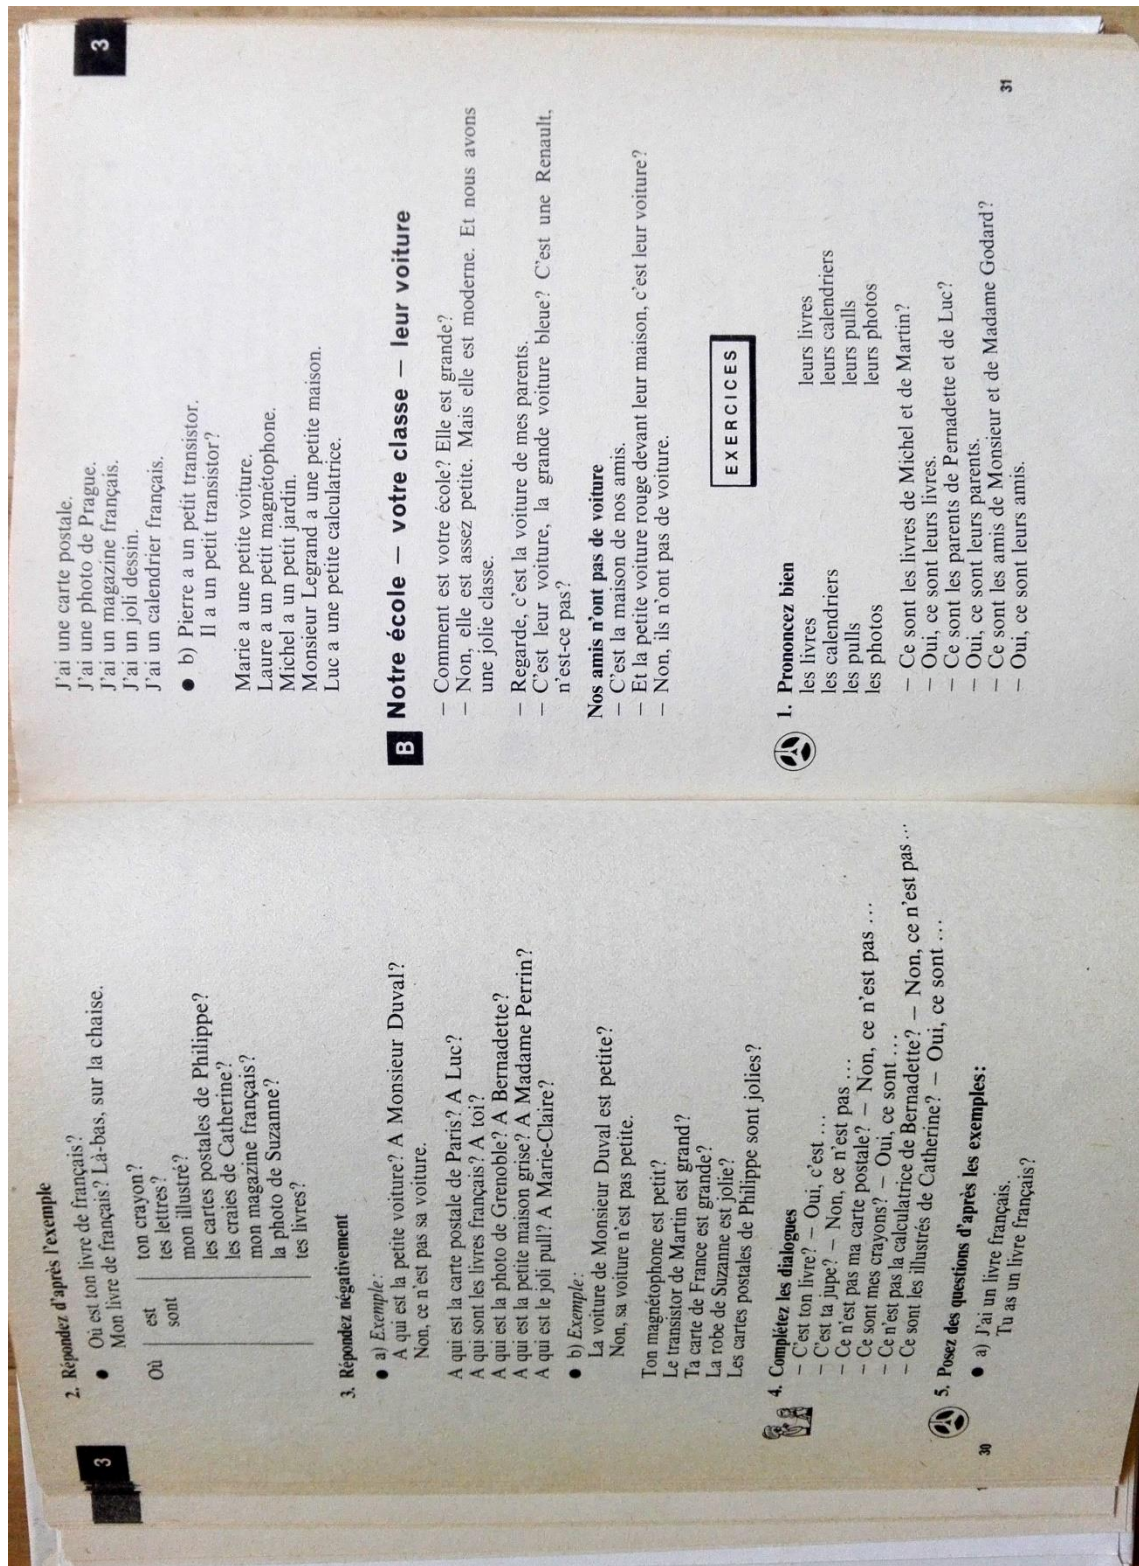 3
2. Répondez d'après l'exemple
● Où est ton livre de français?
Mon livre de français? Là-bas, sur la chaise.
Où est ton crayon?
sont tes lettres?
mon illustré?
les cartes postales de Philippe?
les craies de Catherine?
mon magazine français?
la photo de Suzanne?
tes livres?
3. Répondez négativement
● a) Exemple:
A qui est la petite voiture? A Monsieur Duval?
Non, ce n'est pas sa voiture.
A qui est la carte postale de Paris? A Luc?
A qui sont les livres français? A toi?
A qui est la photo de Grenoble? A Bernadette?
A qui est la petite maison grise? A Madame Perrin?
A qui est le joli pull? A Marie-Claire?
● b) Exemple:
La voiture de Monsieur Duval est petite?
Non, sa voiture n'est pas petite.
Ton magnétophone est petit?
Le transistor de Martin est grand?
Ta carte de France est grande?
La robe de Suzanne est jolie?
Les cartes postales de Philippe sont jolies?
4. Complétez les dialogues
– C'est ton livre? – Oui, c'est ...
– C'est ta jupe? – Non, ce n'est pas ...
– Ce n'est pas ma carte postale? – Non, ce n'est pas ...
– Ce sont mes crayons? – Oui, ce sont ...
– Ce n'est pas la calculatrice de Bernadette? – Non, ce n'est pas ...
– Ce sont les illustrés de Catherine? – Oui, ce sont ...
5. Posez des questions d'après les exemples:
● a) J'ai un livre français.
Tu as un livre français?
30
3
J'ai une carte postale.
J'ai une photo de Prague.
J'ai un magazine français.
J'ai un joli dessin.
J'ai un calendrier français.
● b) Pierre a un petit transistor.
Il a un petit transistor?
Marie a une petite voiture.
Laure a un petit magnétophone.
Michel a un petit jardin.
Monsieur Legrand a une petite maison.
Luc a une petite calculatrice.
B Notre école – votre classe – leur voiture
– Comment est votre école? Elle est grande?
– Non, elle est assez petite. Mais elle est moderne. Et nous avons
une jolie classe.
– Regarde, c'est la voiture de mes parents.
– C'est leur voiture, la grande voiture bleue? C'est une Renault,
n'est-ce pas?
Nos amis n'ont pas de voiture
– C'est la maison de nos amis.
– Et la petite voiture rouge devant leur maison, c'est leur voiture?
– Non, ils n'ont pas de voiture.
EXERCICES
1. Prononcez bien
les livres leurs livres
les calendriers leurs calendriers
les pulls leurs pulls
les photos leurs photos
– Ce sont les livres de Michel et de Martin?
– Oui, ce sont leurs livres.
– Ce sont les parents de Pernadette et de Luc?
– Oui, ce sont leurs parents.
– Ce sont les amis de Monsieur et de Madame Godard?
– Oui, ce sont leurs amis.
31